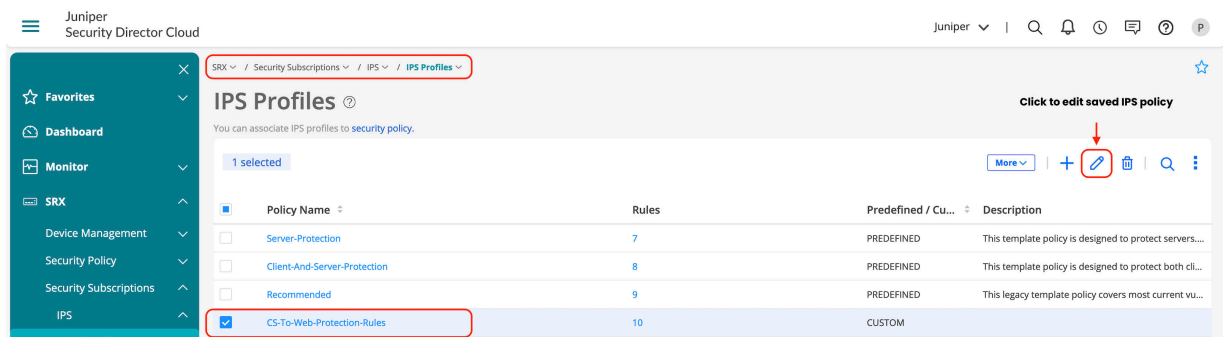 Juniper
Security Director Cloud
Juniper
P
SRX / Security Subscriptions / IPS / IPS Profiles
Favorites
IPS Profiles
Click to edit saved IPS policy
Dashboard
You can associate IPS profiles to security policy.
Monitor
1 selected
More
SRX
Policy Name
Rules
Predefined / Cu...
Description
Device Management
Server-Protection
7
PREDEFINED
This template policy is designed to protect servers....
Security Policy
Client-And-Server-Protection
8
PREDEFINED
This template policy is designed to protect both cli...
Security Subscriptions
Recommended
9
PREDEFINED
This legacy template policy covers most current vu...
IPS
CS-To-Web-Protection-Rules
10
CUSTOM